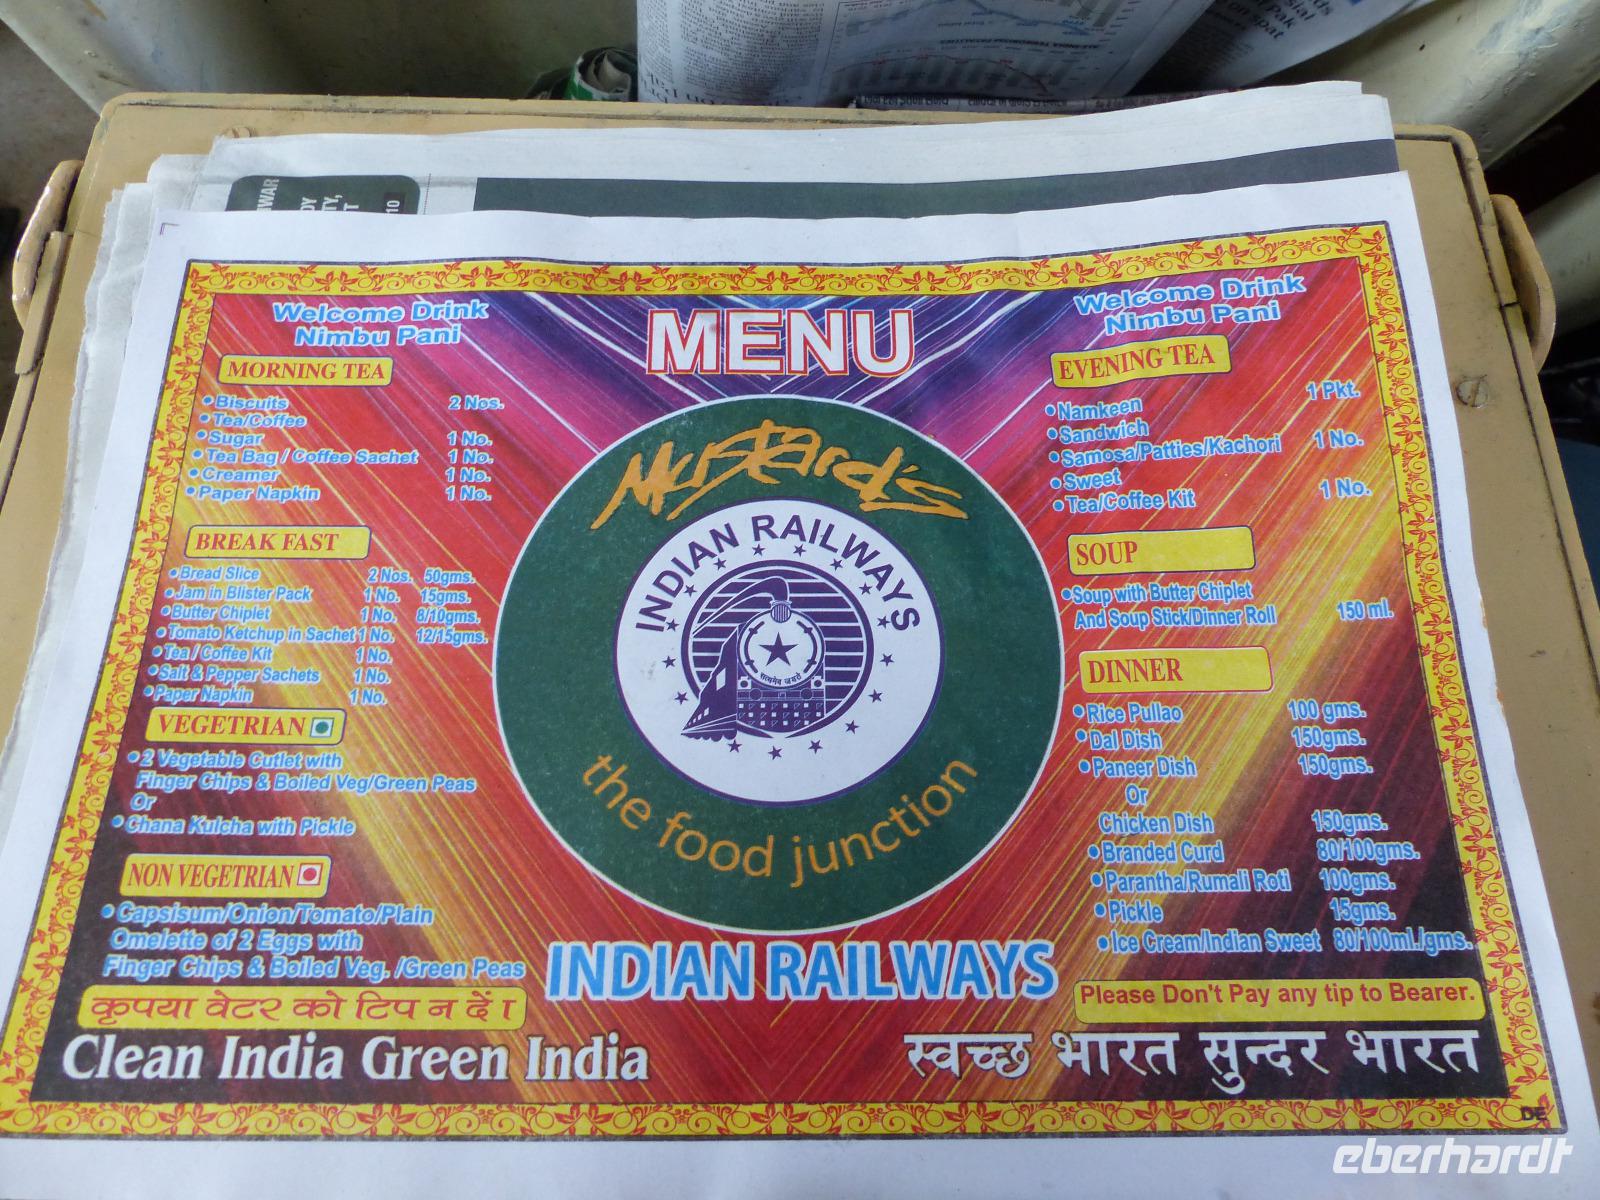 Welcome Drink
Nimbu Pani
MORNING TEA
•Biscuits 2 Nos.
•Tea/Coffee
•Sugar 1 No.
•Tea Bag / Coffee Sachet 1 No.
•Creamer 1 No.
•Paper Napkin 1 No.
BREAK FAST
•Bread Slice 2 Nos. 50gms.
•Jam in Blister Pack 1 No. 15gms.
•Butter Chiplet 1 No. 8/10gms.
•Tomato Ketchup in Sachet 1 No. 12/15gms.
•Tea / Coffee Kit 1 No.
•Salt & Pepper Sachets 1 No.
•Paper Napkin 1 No.
VEGETRIAN
•2 Vegetable Cutlet with
Finger Chips & Boiled Veg/Green Peas
Or
•Chana Kulcha with Pickle
NON VEGETRIAN
•Capsisum/Onion/Tomato/Plain
Omelette of 2 Eggs with
Finger Chips & Boiled Veg. /Green Peas
कृपया वेटर को टिप न दें।
Clean India Green India
MENU
Mustard's
INDIAN RAILWAYS
सत्यमेव जयते
the food junction
INDIAN RAILWAYS
Welcome Drink
Nimbu Pani
EVENING TEA
•Namkeen 1 Pkt.
•Sandwich
•Samosa/Patties/Kachori 1 No.
•Sweet
•Tea/Coffee Kit 1 No.
SOUP
•Soup with Butter Chiplet
And Soup Stick/Dinner Roll 150 ml.
DINNER
•Rice Pullao 100 gms.
•Dal Dish 150gms.
•Paneer Dish 150gms.
Or
Chicken Dish 150gms.
•Branded Curd 80/100gms.
•Parantha/Rumali Roti 100gms.
•Pickle 15gms.
•Ice Cream/Indian Sweet 80/100ml./gms.
Please Don't Pay any tip to Bearer.
स्वच्छ भारत सुन्दर भारत
DE
eberhardt